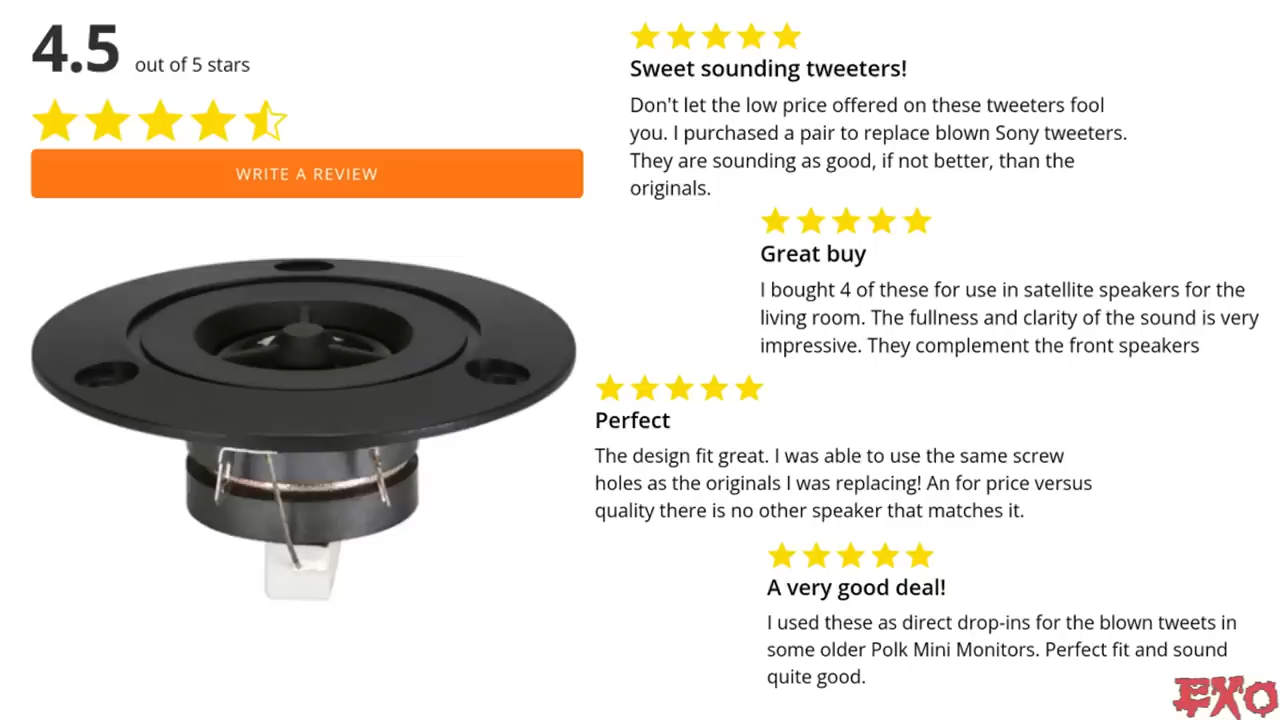 4.5 out of 5 stars
WRITE A REVIEW
Sweet sounding tweeters!
Don't let the low price offered on these tweeters fool
you. I purchased a pair to replace blown Sony tweeters.
They are sounding as good, if not better, than the
originals.
Great buy
I bought 4 of these for use in satellite speakers for the
living room. The fullness and clarity of the sound is very
impressive. They complement the front speakers
Perfect
The design fit great. I was able to use the same screw
holes as the originals I was replacing! An for price versus
quality there is no other speaker that matches it.
A very good deal!
I used these as direct drop-ins for the blown tweets in
some older Polk Mini Monitors. Perfect fit and sound
quite good.
EXO